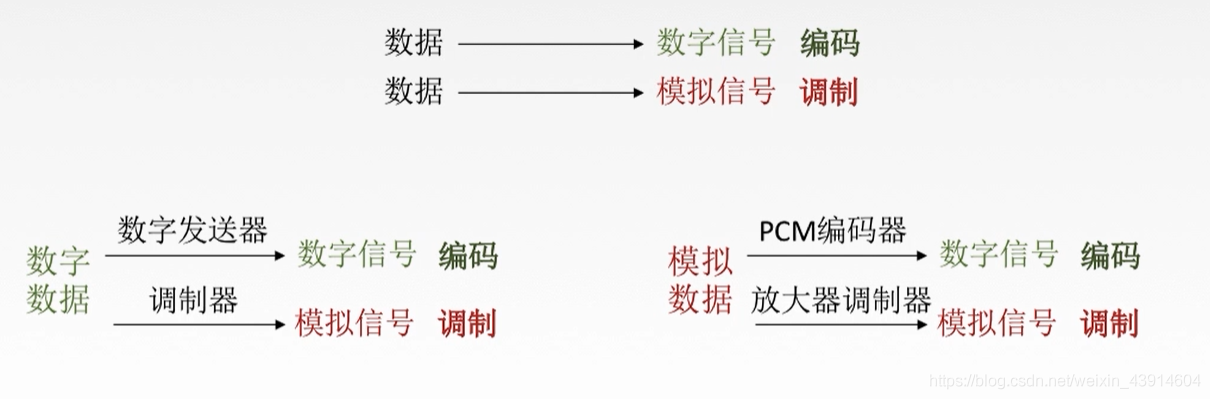 数据 数字信号 编码
数据 模拟信号 调制
数字发送器
数字
数据
数字信号 编码
调制器
模拟信号 调制
PCM编码器
模拟
数据
数字信号 编码
放大器调制器
模拟信号 调制
https://blog.csdn.net/weixin_43914604